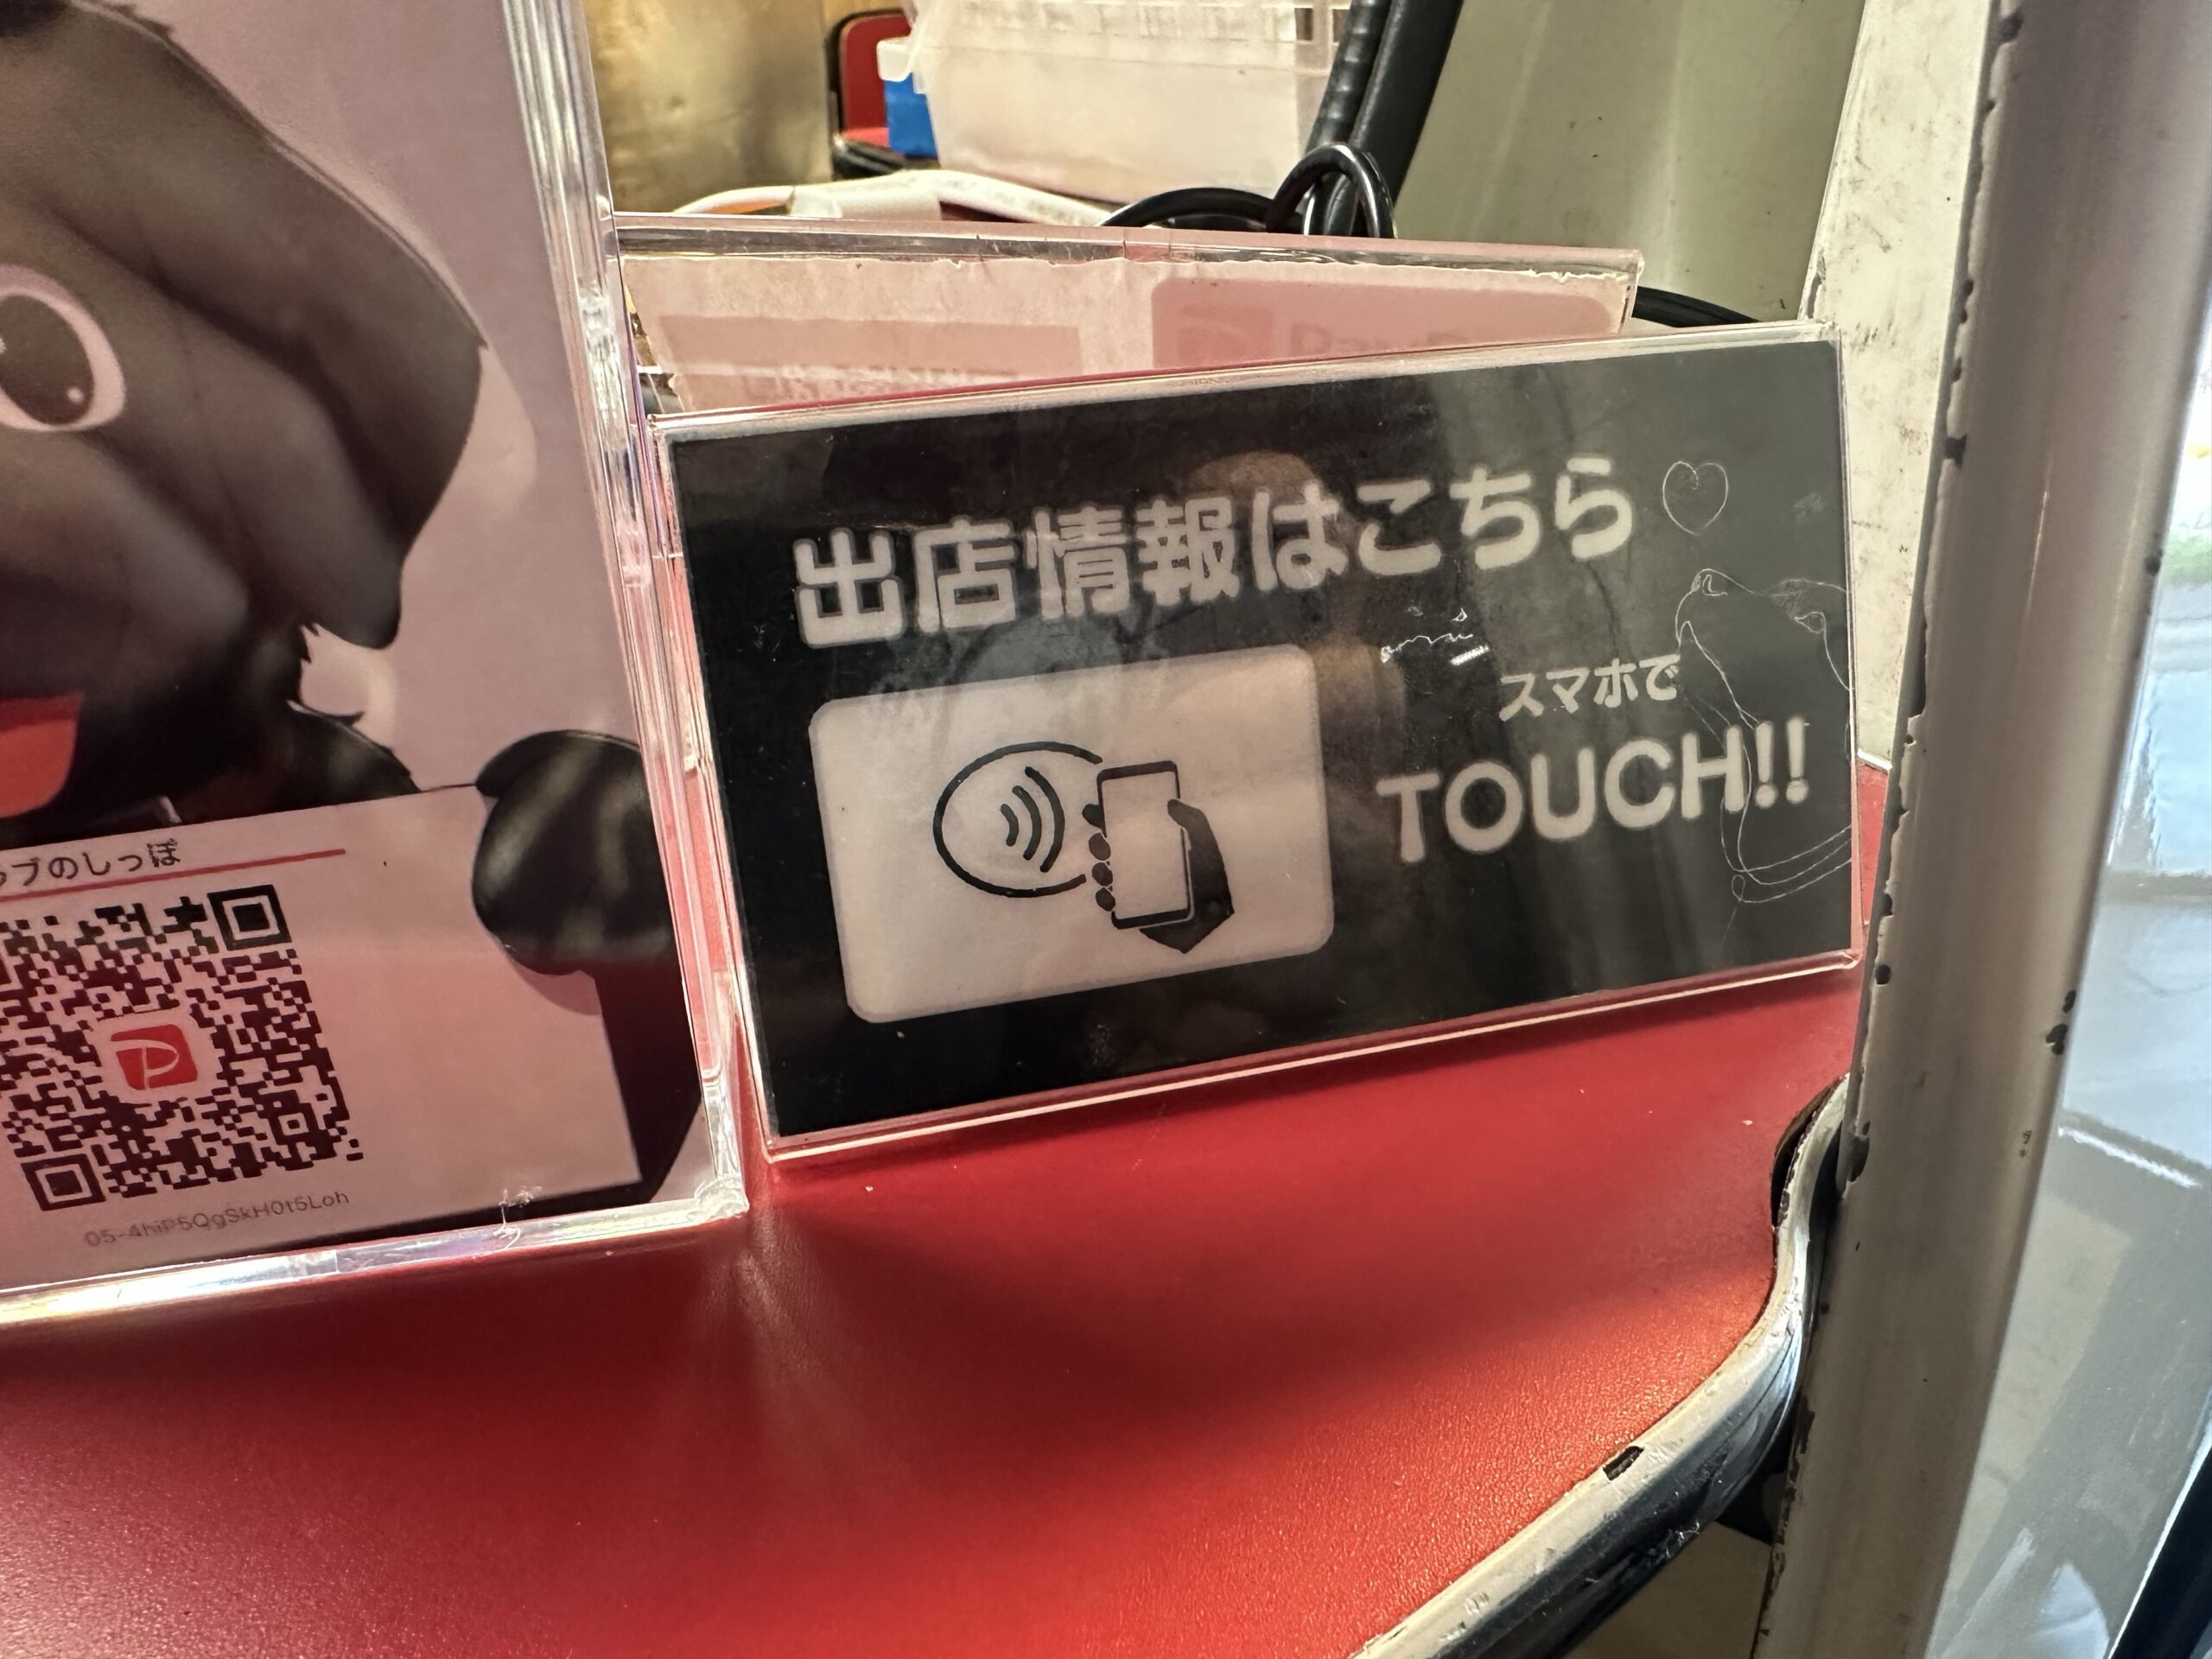 出店情報はこちら
スマホで
TOUCH!!
ラブのしっぽ
05-4hiP5QgSkH0t5Loh